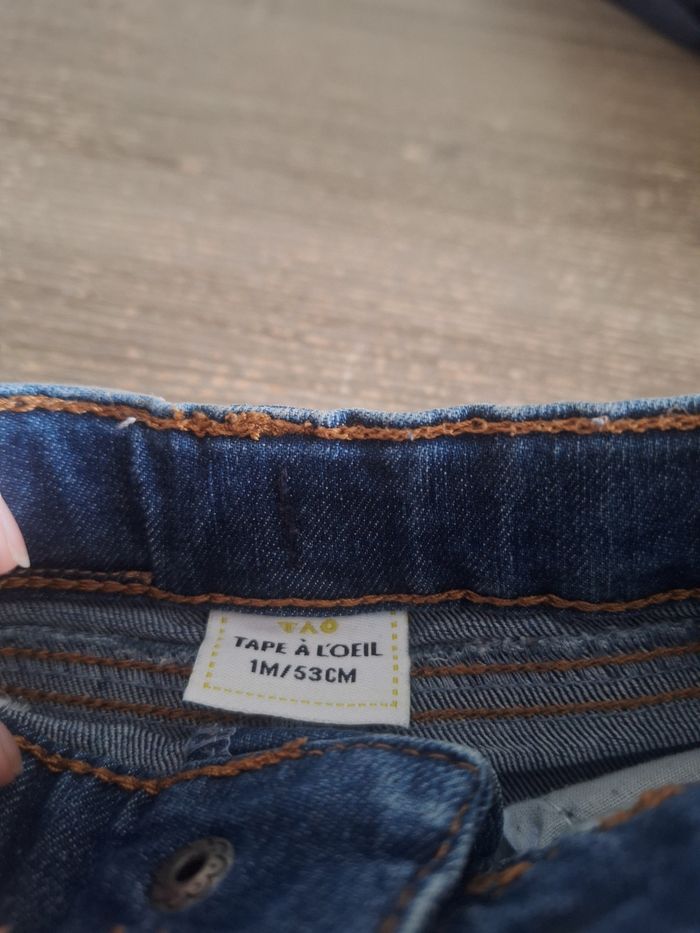 TAO
TAPE À L'OEIL
1M/53CM